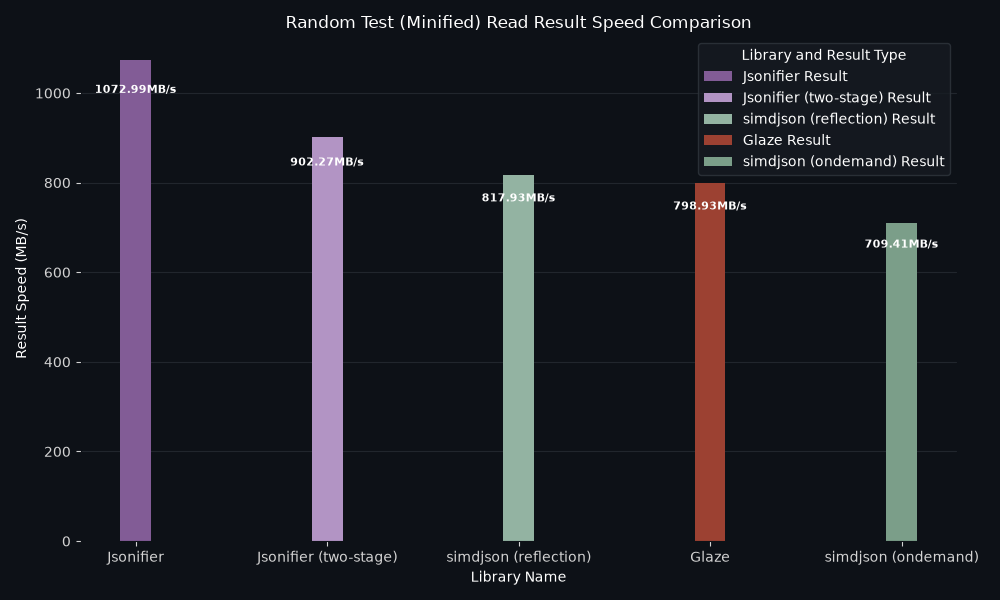 Random Test (Minified) Read Result Speed Comparison
Library and Result Type
Jsonifier Result
Jsonifier (two-stage) Result
simdjson (reflection) Result
Glaze Result
simdjson (ondemand) Result
Result Speed (MB/s)
1000
800
600
400
200
0
1072.99MB/s
902.27MB/s
817.93MB/s
798.93MB/s
709.41MB/s
Jsonifier
Jsonifier (two-stage)
simdjson (reflection)
Glaze
simdjson (ondemand)
Library Name